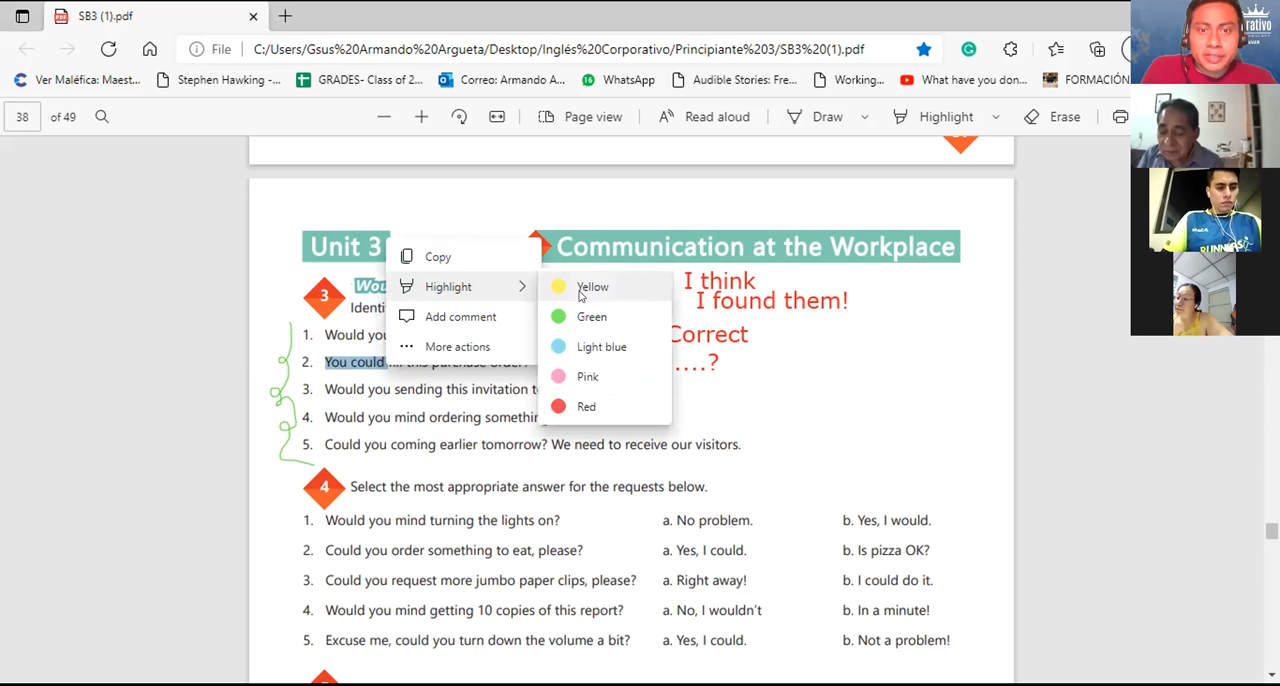 SB3 (1).pdf
File
C:/Users/Gsus%20Armando%20Argueta/Desktop/Inglés%20Corporativo/Principiante%203/SB3%20(1).pdf
rativo
Ver Maléfica: Maest...
Stephen Hawking -...
GRADES- Class of 2...
Correo: Armando A...
WhatsApp
Audible Stories: Fre...
Working...
What have you don...
FORMACIÓN
38 of 49
Page view
Read aloud
Draw
Highlight
Erase
Unit 3
Communication at the Workplace
Copy
Highlight
Add comment
More actions
Yellow
Green
Light blue
Pink
Red
I think
I found them!
Correct
....?
3 Wou
Identi
1. Would you
2. You could
3. Would you sending this invitation t
4. Would you mind ordering something
5. Could you coming earlier tomorrow? We need to receive our visitors.
4 Select the most appropriate answer for the requests below.
1. Would you mind turning the lights on? a. No problem. b. Yes, I would.
2. Could you order something to eat, please? a. Yes, I could. b. Is pizza OK?
3. Could you request more jumbo paper clips, please? a. Right away! b. I could do it.
4. Would you mind getting 10 copies of this report? a. No, I wouldn't b. In a minute!
5. Excuse me, could you turn down the volume a bit? a. Yes, I could. b. Not a problem!